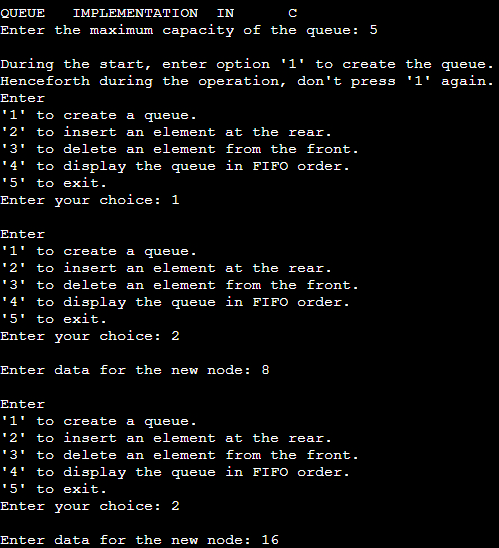 QUEUE   IMPLEMENTATION  IN      C
Enter the maximum capacity of the queue: 5

During the start, enter option '1' to create the queue.
Henceforth during the operation, don't press '1' again.
Enter
'1' to create a queue.
'2' to insert an element at the rear.
'3' to delete an element from the front.
'4' to display the queue in FIFO order.
'5' to exit.
Enter your choice: 1

Enter
'1' to create a queue.
'2' to insert an element at the rear.
'3' to delete an element from the front.
'4' to display the queue in FIFO order.
'5' to exit.
Enter your choice: 2

Enter data for the new node: 8

Enter
'1' to create a queue.
'2' to insert an element at the rear.
'3' to delete an element from the front.
'4' to display the queue in FIFO order.
'5' to exit.
Enter your choice: 2

Enter data for the new node: 16